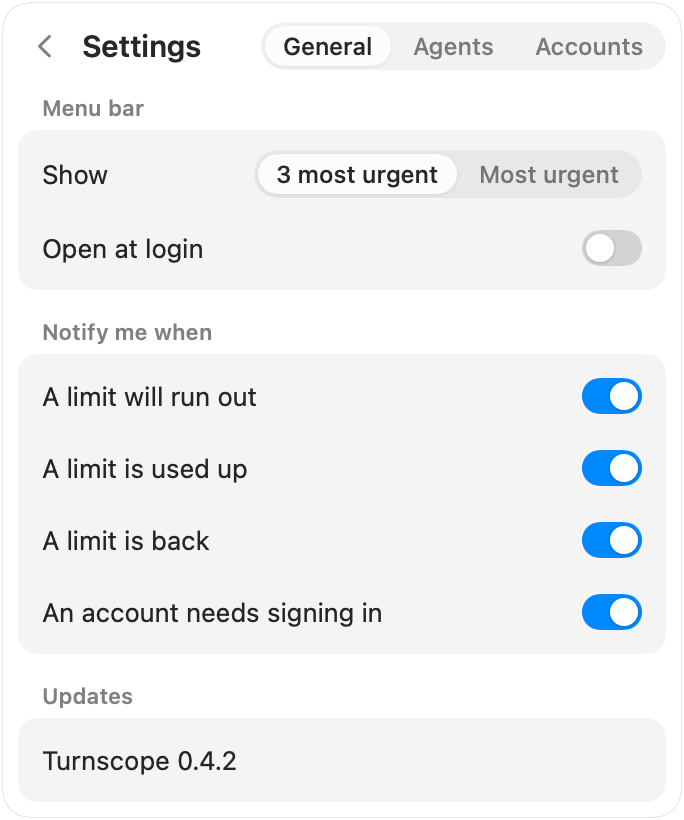 Settings
General Agents Accounts
Menu bar
Show 3 most urgent Most urgent
Open at login
Notify me when
A limit will run out
A limit is used up
A limit is back
An account needs signing in
Updates
Turnscope 0.4.2